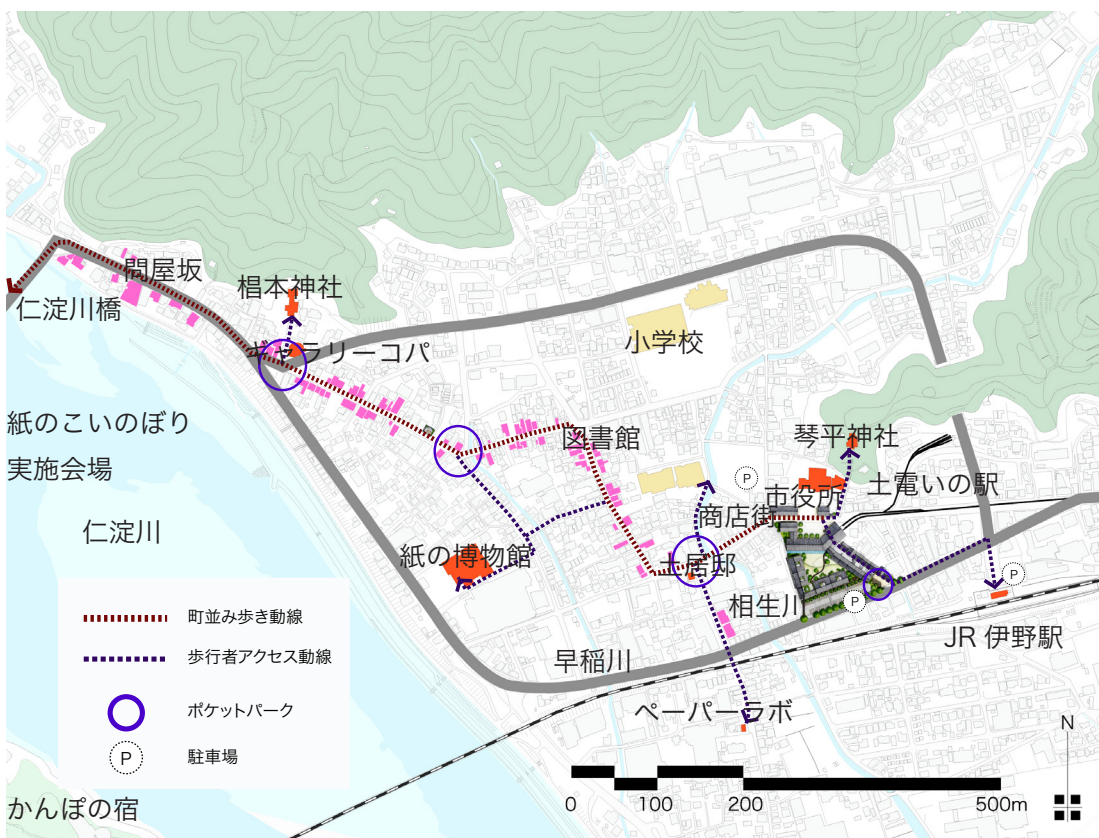 問屋坂
椙本神社
仁淀川橋
ギャラリーコパ
小学校
紙のこいのぼり
実施会場
図書館
琴平神社
P
市役所
土電いの駅
商店街
仁淀川
紙の博物館
土居邸
相生川
P
P
JR 伊野駅
早稲川
ペーパーラボ
町並み歩き動線
歩行者アクセス動線
ポケットパーク
P
駐車場
かんぽの宿
N
0 100 200 500m